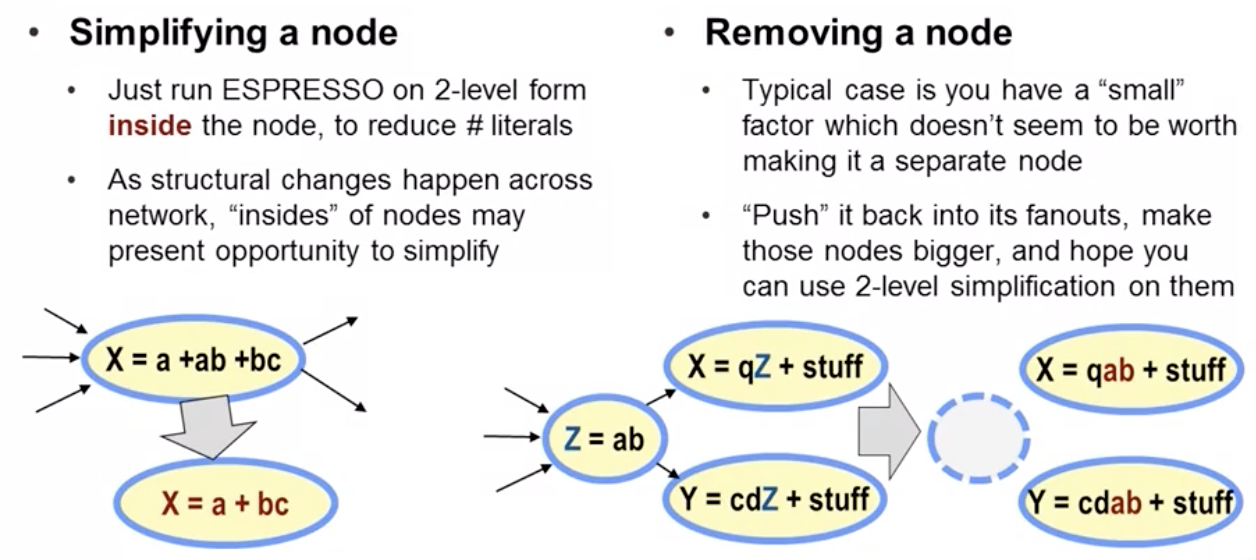 • Simplifying a node
• Just run ESPRESSO on 2-level form
inside the node, to reduce # literals
• As structural changes happen across
network, “insides” of nodes may
present opportunity to simplify
X = a +ab +bc
X = a + bc
• Removing a node
• Typical case is you have a “small”
factor which doesn’t seem to be worth
making it a separate node
• “Push” it back into its fanouts, make
those nodes bigger, and hope you
can use 2-level simplification on them
Z = ab
X = qZ + stuff
Y = cdZ + stuff
X = qab + stuff
Y = cdab + stuff